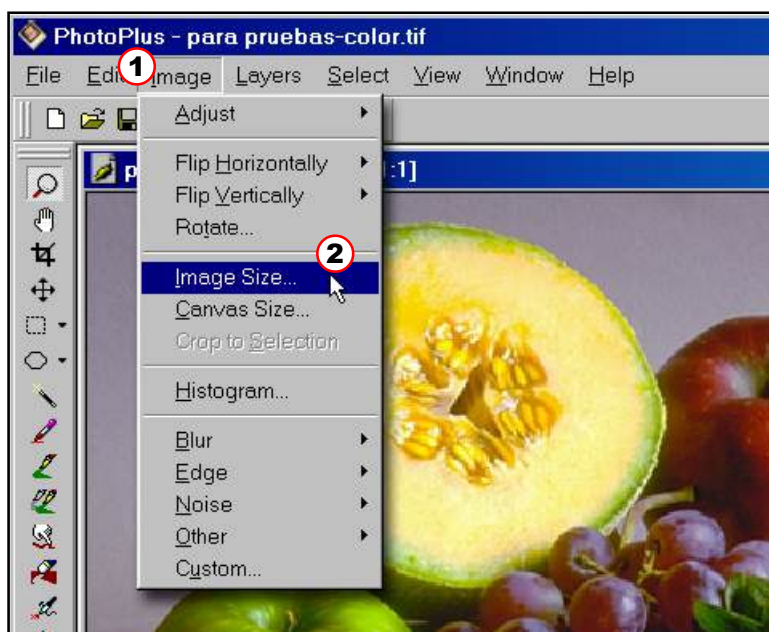 PhotoPlus - para pruebas-color.tif
File Edit Image Layers Select View Window Help
1
Adjust
Flip Horizontally
Flip Vertically
Rotate...
2
Image Size...
Canvas Size...
Crop to Selection
Histogram...
Blur
Edge
Noise
Other
Custom...
p
:1]